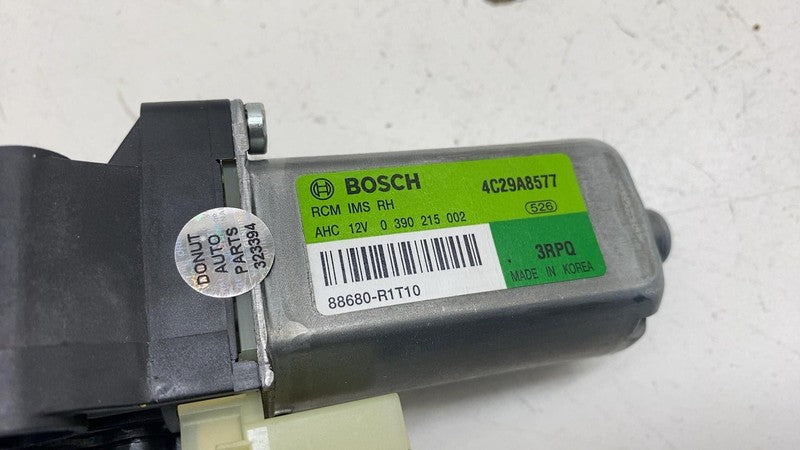 BOSCH
4C29A8577
RCM IMS RH
526
AHC 12V 0 390 215 002
3RPQ
MADE IN KOREA
88680-R1T10
DONUT
AUTO
PARTS
323394